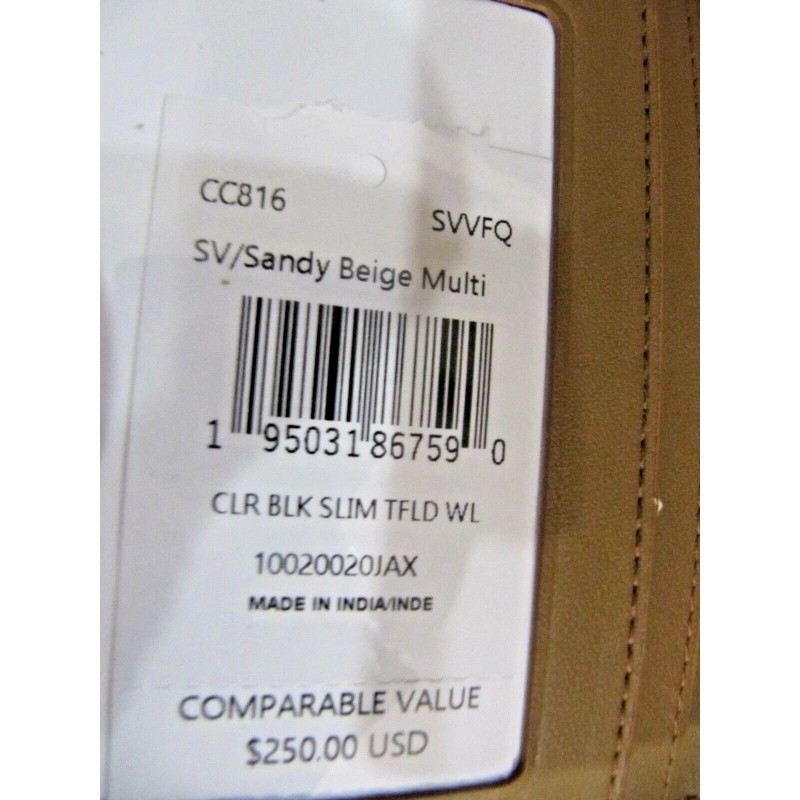 CC816
SVVFQ
SV/Sandy Beige Multi
1 95031 86759 0
CLR BLK SLIM TFLD WL
10020020JAX
MADE IN INDIA/INDE
COMPARABLE VALUE
$250.00 USD